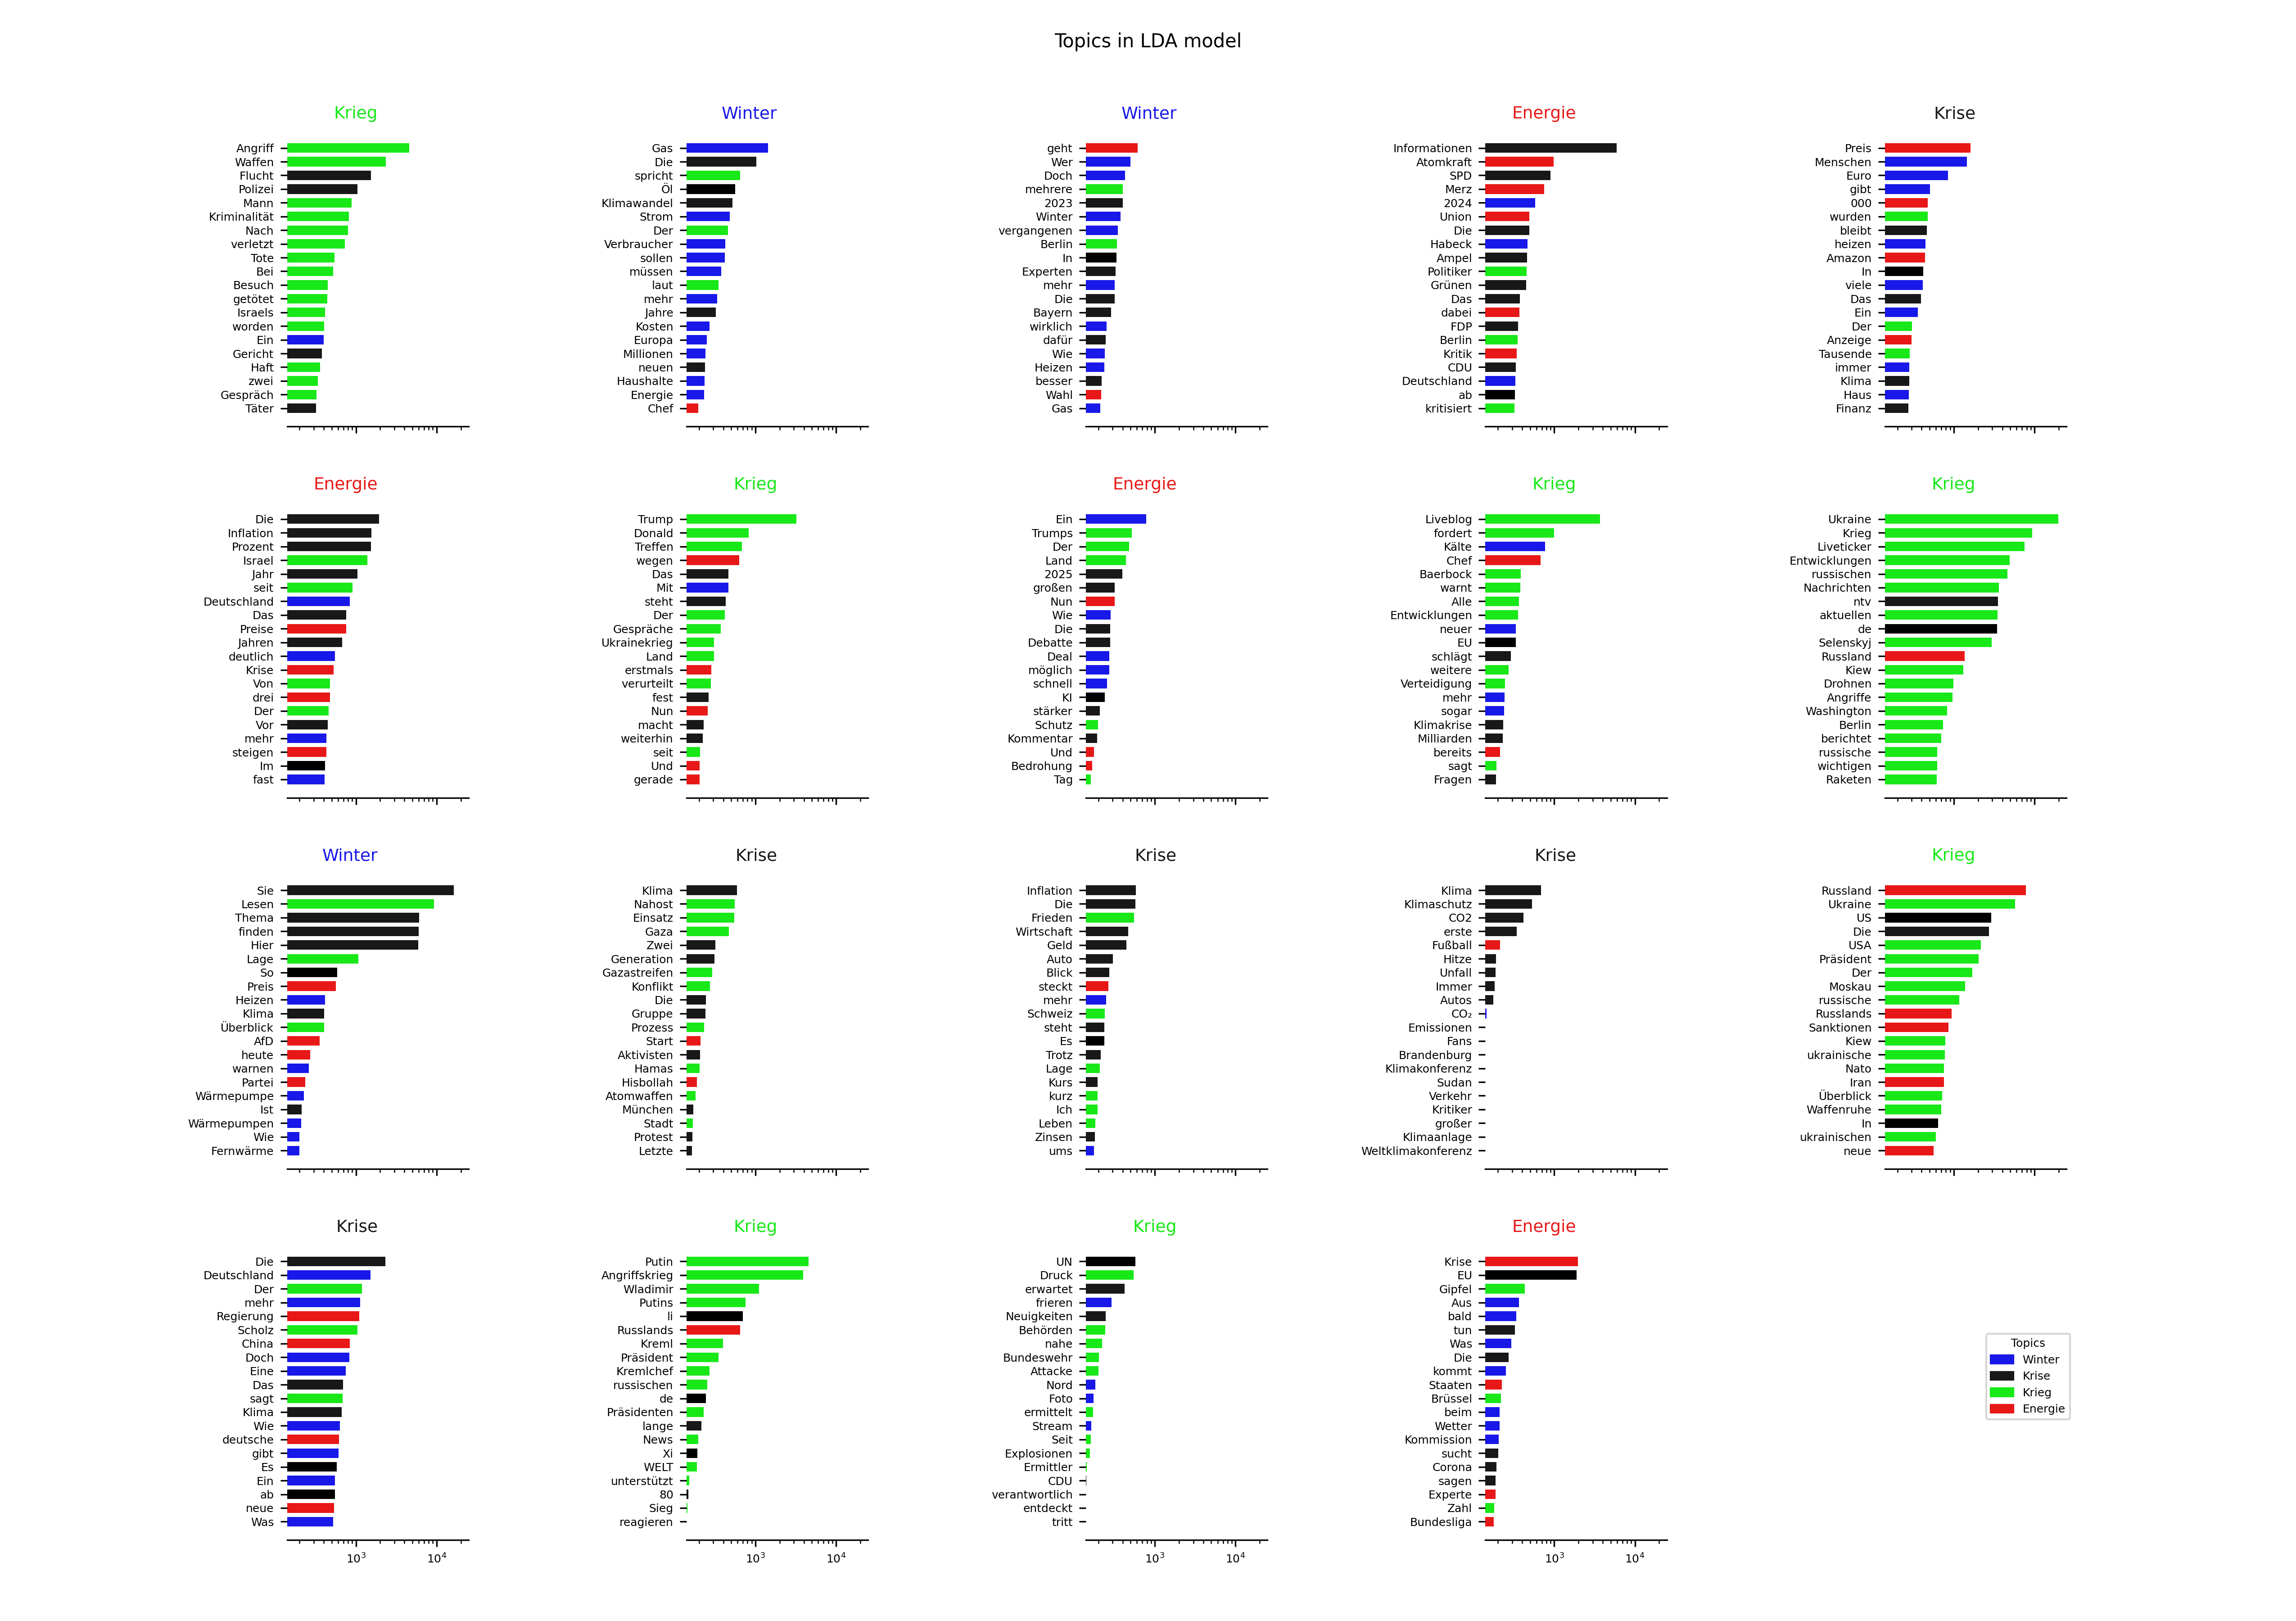 Topics in LDA model
Krieg
Angriff
Waffen
Flucht
Polizei
Mann
Kriminalität
Nach
verletzt
Tote
Bei
Besuch
getötet
Israels
worden
Ein
Gericht
Haft
zwei
Gespräch
Täter
Winter
Gas
Die
spricht
Öl
Klimawandel
Strom
Der
Verbraucher
sollen
müssen
laut
mehr
Jahre
Kosten
Europa
Millionen
neuen
Haushalte
Energie
Chef
Winter
geht
Wer
Doch
mehrere
2023
Winter
vergangenen
Berlin
In
Experten
mehr
Die
Bayern
wirklich
dafür
Wie
Heizen
besser
Wahl
Gas
Energie
Informationen
Atomkraft
SPD
Merz
2024
Union
Die
Habeck
Ampel
Politiker
Grünen
Das
dabei
FDP
Berlin
Kritik
CDU
Deutschland
ab
kritisiert
Krise
Preis
Menschen
Euro
gibt
000
wurden
bleibt
heizen
Amazon
In
viele
Das
Ein
Der
Anzeige
Tausende
immer
Klima
Haus
Finanz
Energie
Die
Inflation
Prozent
Israel
Jahr
seit
Deutschland
Das
Preise
Jahren
deutlich
Krise
Von
drei
Der
Vor
mehr
steigen
Im
fast
Krieg
Trump
Donald
Treffen
wegen
Das
Mit
steht
Der
Gespräche
Ukrainekrieg
Land
erstmals
verurteilt
fest
Nun
macht
weiterhin
seit
Und
gerade
Energie
Ein
Trumps
Der
Land
2025
großen
Nun
Wie
Die
Debatte
Deal
möglich
schnell
KI
stärker
Schutz
Kommentar
Und
Bedrohung
Tag
Krieg
Liveblog
fordert
Kälte
Chef
Baerbock
warnt
Alle
Entwicklungen
neuer
EU
schlägt
weitere
Verteidigung
mehr
sogar
Klimakrise
Milliarden
bereits
sagt
Fragen
Krieg
Ukraine
Krieg
Liveticker
Entwicklungen
russischen
Nachrichten
ntv
aktuellen
de
Selenskyj
Russland
Kiew
Drohnen
Angriffe
Washington
Berlin
berichtet
russische
wichtigen
Raketen
Winter
Sie
Lesen
Thema
finden
Hier
Lage
So
Preis
Heizen
Klima
Überblick
AfD
heute
warnen
Partei
Wärmepumpe
Ist
Wärmepumpen
Wie
Fernwärme
Krise
Klima
Nahost
Einsatz
Gaza
Zwei
Generation
Gazastreifen
Konflikt
Die
Gruppe
Prozess
Start
Aktivisten
Hamas
Hisbollah
Atomwaffen
München
Stadt
Protest
Letzte
Krise
Inflation
Die
Frieden
Wirtschaft
Geld
Auto
Blick
steckt
mehr
Schweiz
steht
Es
Trotz
Lage
Kurs
kurz
Ich
Leben
Zinsen
ums
Krise
Klima
Klimaschutz
CO2
erste
Fußball
Hitze
Unfall
Immer
Autos
CO₂
Emissionen
Fans
Brandenburg
Klimakonferenz
Sudan
Verkehr
Kritiker
großer
Klimaanlage
Weltklimakonferenz
Krieg
Russland
Ukraine
US
Die
USA
Präsident
Der
Moskau
russische
Russlands
Sanktionen
Kiew
ukrainische
Nato
Iran
Überblick
Waffenruhe
In
ukrainischen
neue
Krise
Die
Deutschland
Der
mehr
Regierung
Scholz
China
Doch
Eine
Das
sagt
Klima
Wie
deutsche
gibt
Es
Ein
ab
neue
Was
10³ 10⁴
Krieg
Putin
Angriffskrieg
Wladimir
Putins
li
Russlands
Kreml
Präsident
Kremlchef
russischen
de
Präsidenten
lange
News
Xi
WELT
unterstützt
80
Sieg
reagieren
10³ 10⁴
Krieg
UN
Druck
erwartet
frieren
Neuigkeiten
Behörden
nahe
Bundeswehr
Attacke
Nord
Foto
ermittelt
Stream
Seit
Explosionen
Ermittler
CDU
verantwortlich
entdeckt
tritt
10³ 10⁴
Energie
Krise
EU
Gipfel
Aus
bald
tun
Was
Die
kommt
Staaten
Brüssel
beim
Wetter
Kommission
sucht
Corona
sagen
Experte
Zahl
Bundesliga
10³ 10⁴
Topics
Winter
Krise
Krieg
Energie